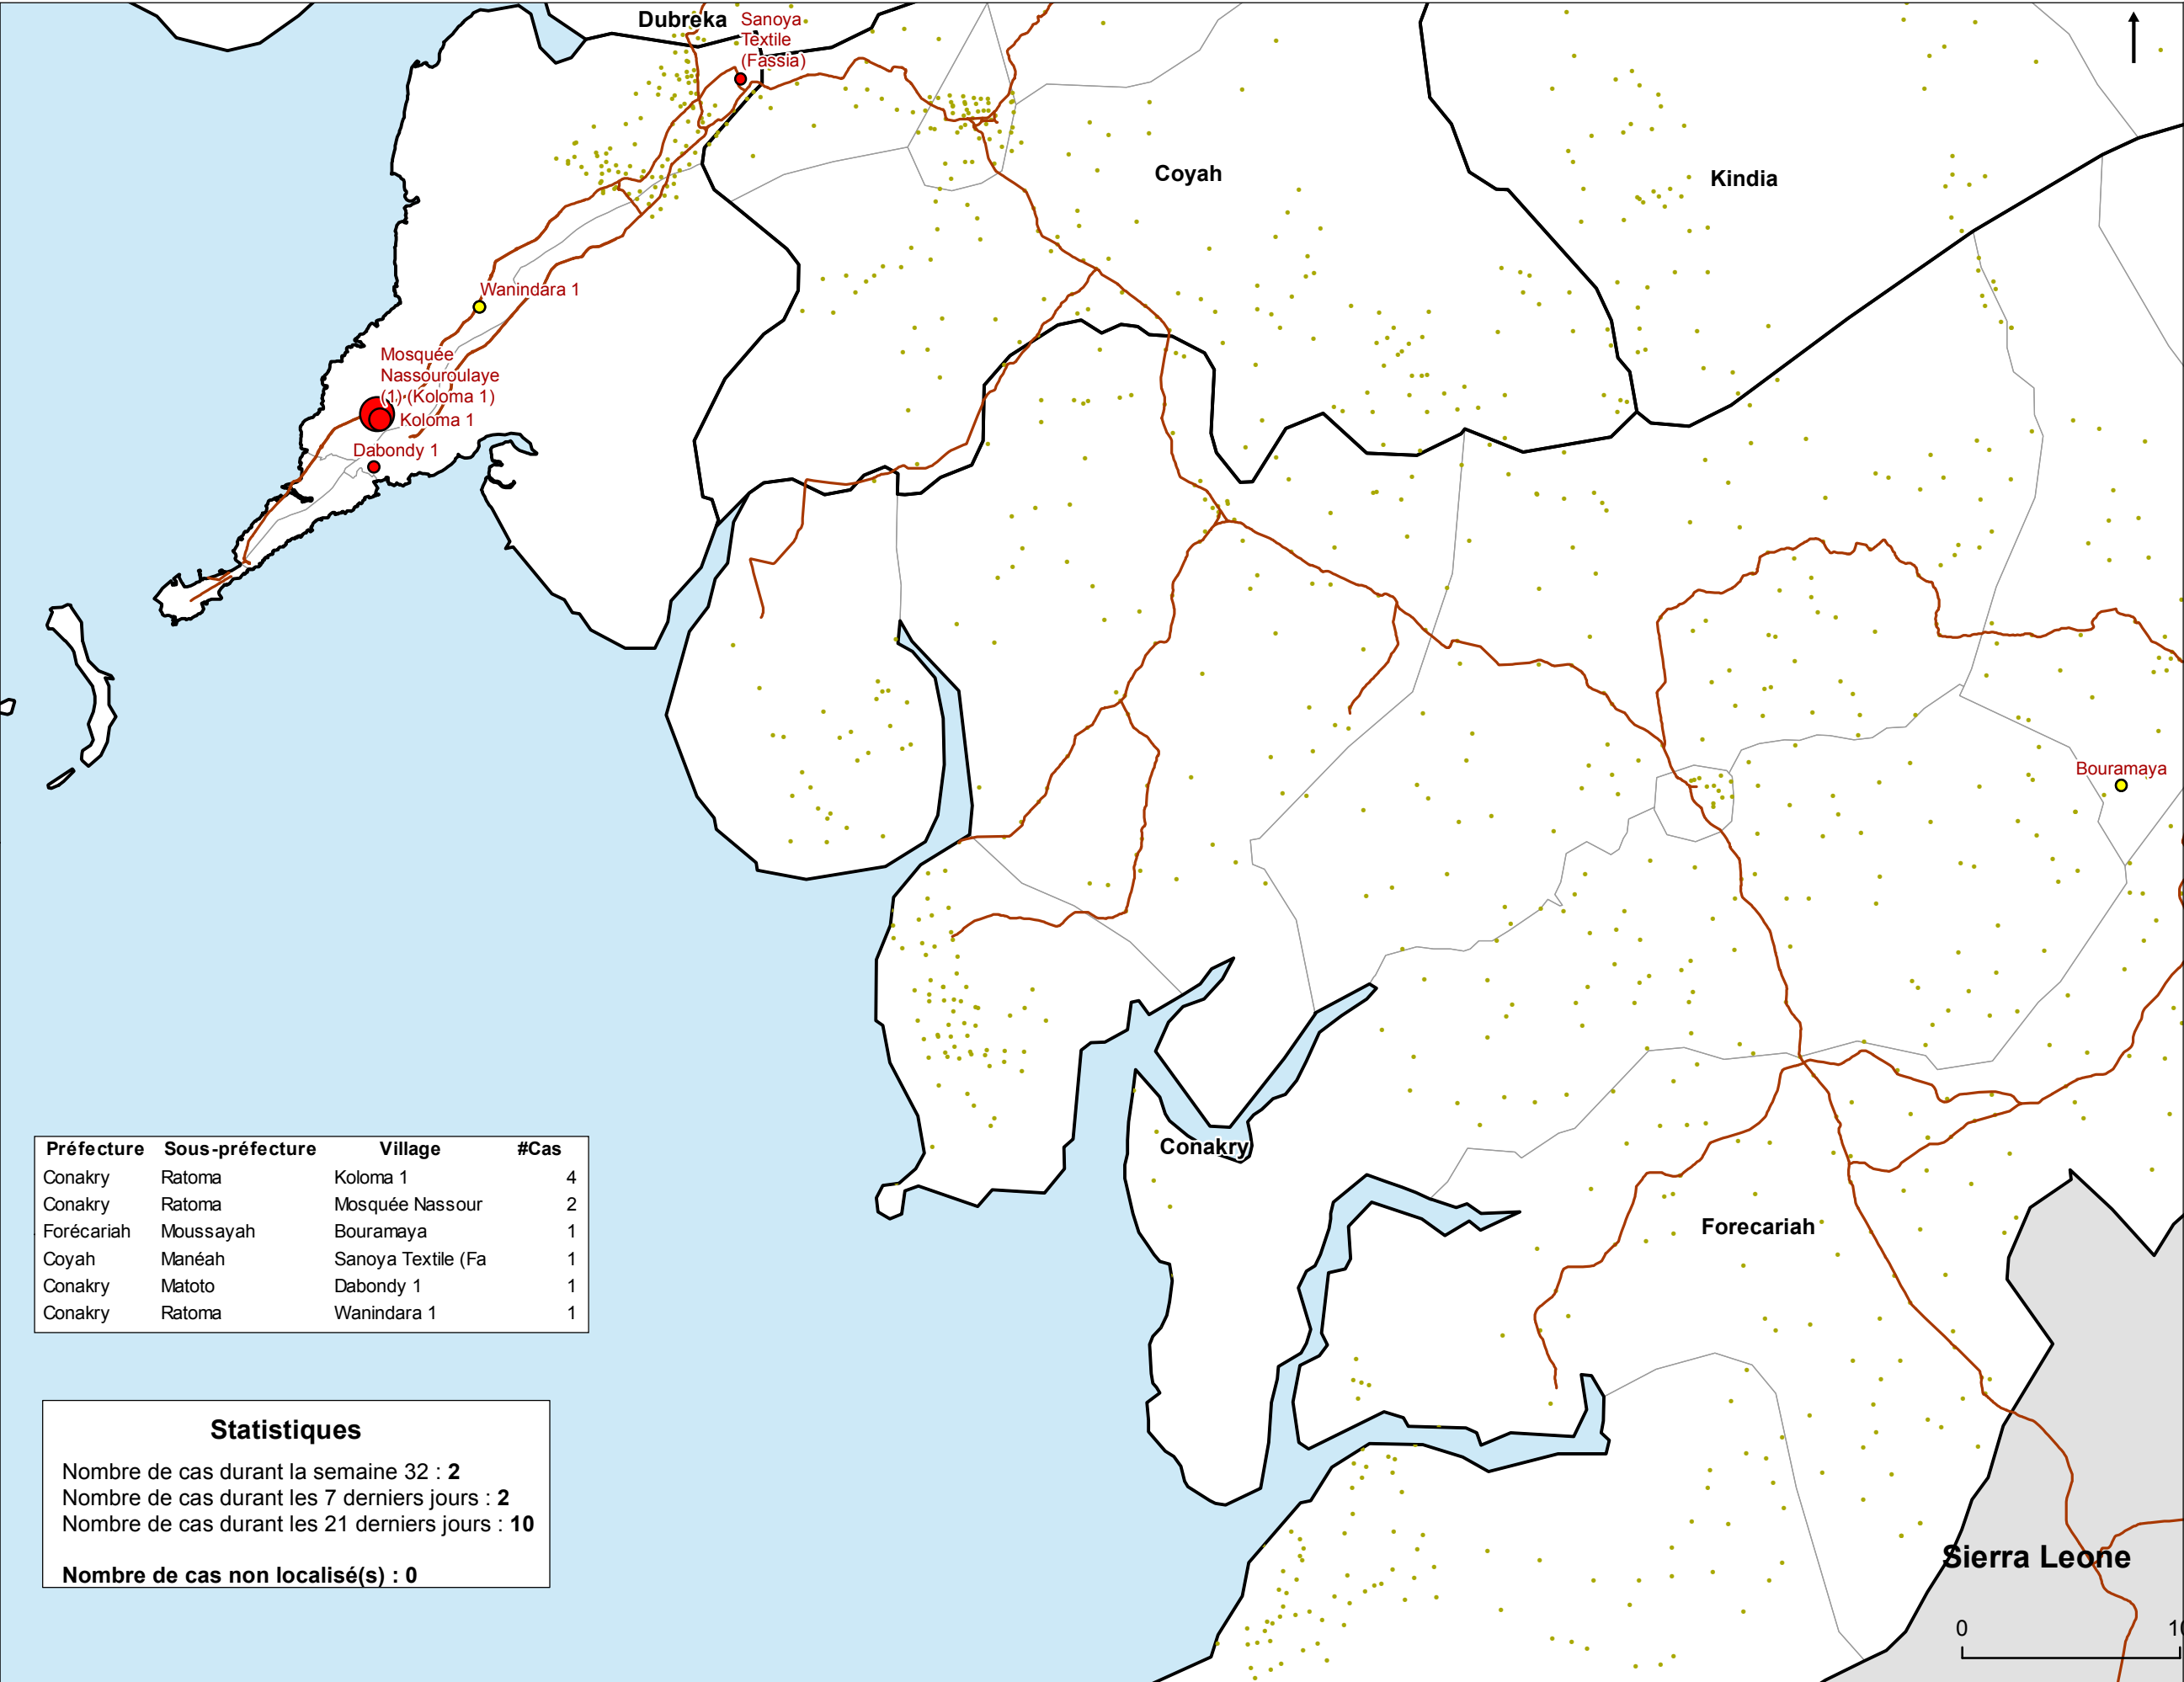 Dubreka
Sanoya
Textile
(Fassia)
Coyah
Kindia
Wanindara 1
Mosquée
Nassouroulaye
(1) (Koloma 1)
Koloma 1
Dabondy 1
Bouramaya
Conakry
Forecariah
Préfecture Sous-préfecture Village #Cas
Conakry Ratoma Koloma 1 4
Conakry Ratoma Mosquée Nassour 2
Forécariah Moussayah Bouramaya 1
Coyah Manéah Sanoya Textile (Fa 1
Conakry Matoto Dabondy 1 1
Conakry Ratoma Wanindara 1 1
Statistiques
Nombre de cas durant la semaine 32 : 2
Nombre de cas durant les 7 derniers jours : 2
Nombre de cas durant les 21 derniers jours : 10
Nombre de cas non localisé(s) : 0
Sierra Leone
0